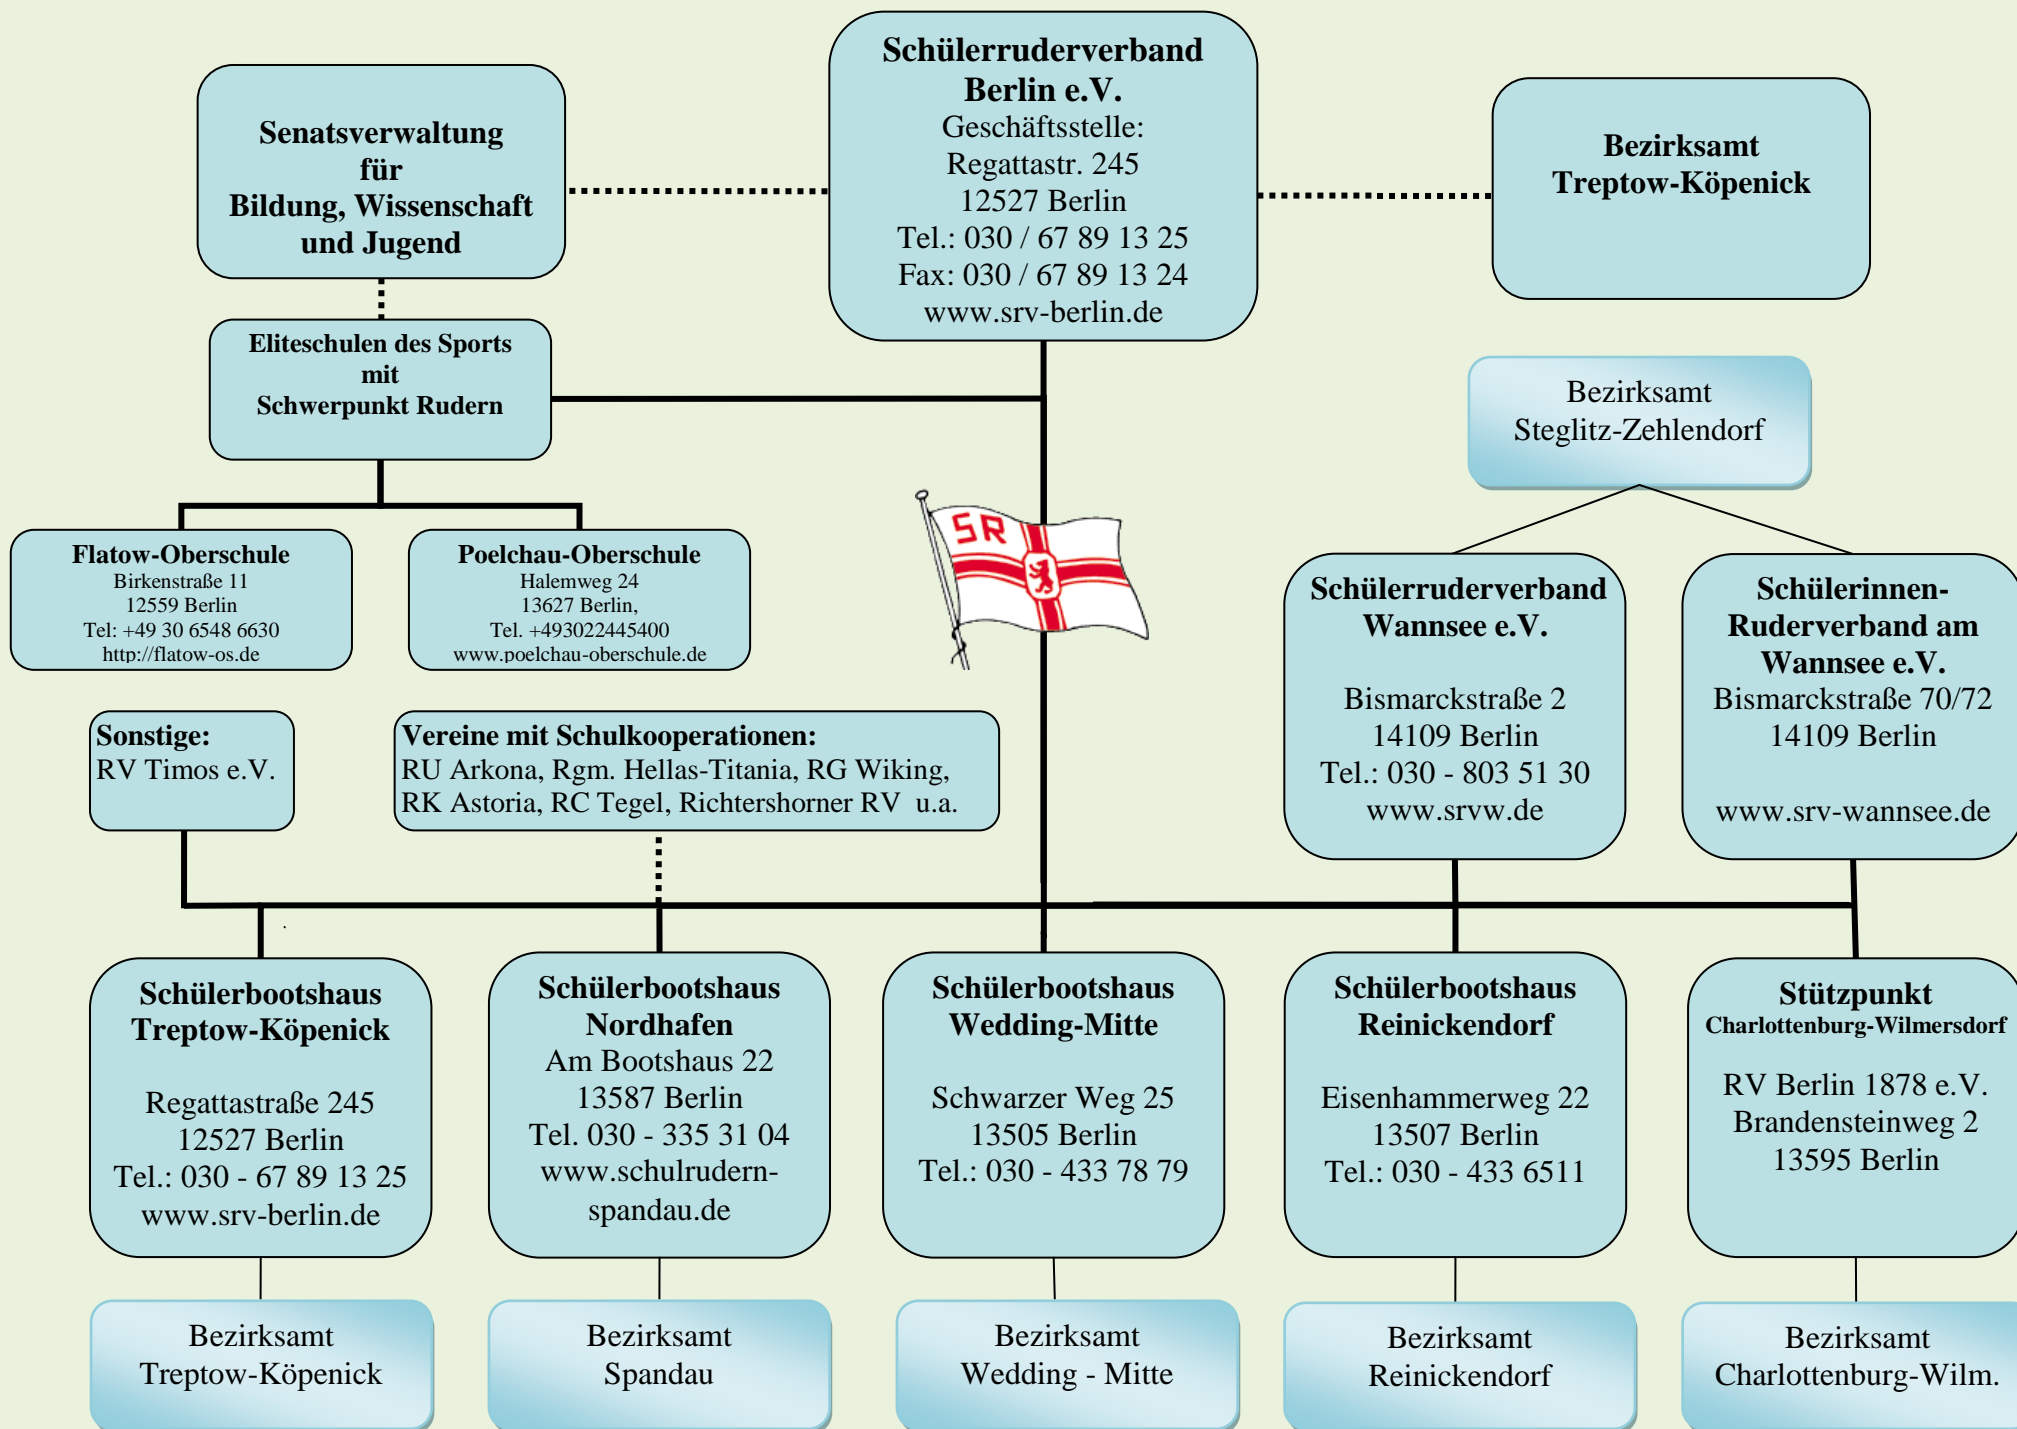 Schülerruderverband
Berlin e.V.
Geschäftsstelle:
Regattastr. 245
12527 Berlin
Tel.: 030 / 67 89 13 25
Fax: 030 / 67 89 13 24
www.srv-berlin.de
Senatsverwaltung
für
Bildung, Wissenschaft
und Jugend
Bezirksamt
Treptow-Köpenick
Eliteschulen des Sports
mit
Schwerpunkt Rudern
Bezirksamt
Steglitz-Zehlendorf
Flatow-Oberschule
Birkenstraße 11
12559 Berlin
Tel: +49 30 6548 6630
http://flatow-os.de
Poelchau-Oberschule
Halemweg 24
13627 Berlin,
Tel. +493022445400
www.poelchau-oberschule.de
SR
Schülerruderverband
Wannsee e.V.
Bismarckstraße 2
14109 Berlin
Tel.: 030 - 803 51 30
www.srvw.de
Schülerinnen-
Ruderverband am
Wannsee e.V.
Bismarckstraße 70/72
14109 Berlin
www.srv-wannsee.de
Sonstige:
RV Timos e.V.
Vereine mit Schulkooperationen:
RU Arkona, Rgm. Hellas-Titania, RG Wiking,
RK Astoria, RC Tegel, Richtershorner RV  u.a.
Schülerbootshaus
Treptow-Köpenick
Regattastraße 245
12527 Berlin
Tel.: 030 - 67 89 13 25
www.srv-berlin.de
Schülerbootshaus
Nordhafen
Am Bootshaus 22
13587 Berlin
Tel. 030 - 335 31 04
www.schulrudern-
spandau.de
Schülerbootshaus
Wedding-Mitte
Schwarzer Weg 25
13505 Berlin
Tel.: 030 - 433 78 79
Schülerbootshaus
Reinickendorf
Eisenhammerweg 22
13507 Berlin
Tel.: 030 - 433 6511
Stützpunkt
Charlottenburg-Wilmersdorf
RV Berlin 1878 e.V.
Brandensteinweg 2
13595 Berlin
Bezirksamt
Treptow-Köpenick
Bezirksamt
Spandau
Bezirksamt
Wedding - Mitte
Bezirksamt
Reinickendorf
Bezirksamt
Charlottenburg-Wilm.